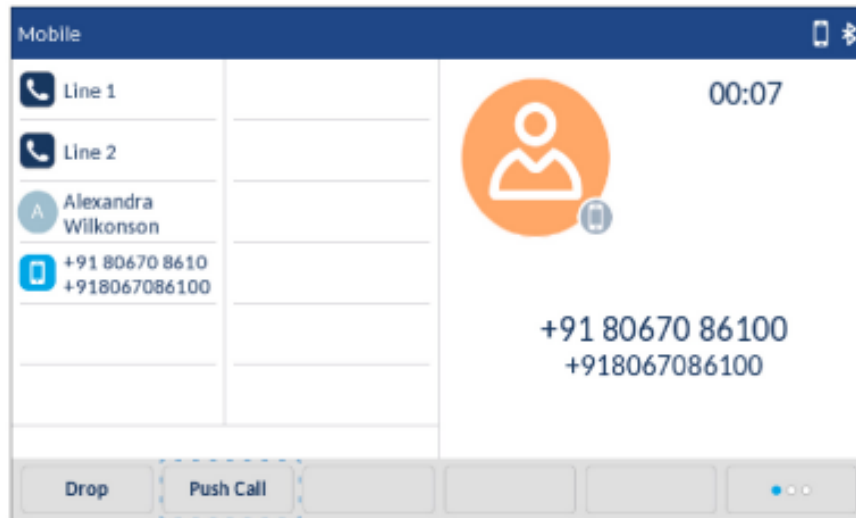 Mobile
Line 1
Line 2
A
Alexandra
Wilkonson
+91 80670 8610
+918067086100
00:07
+91 80670 86100
+918067086100
Drop
Push Call